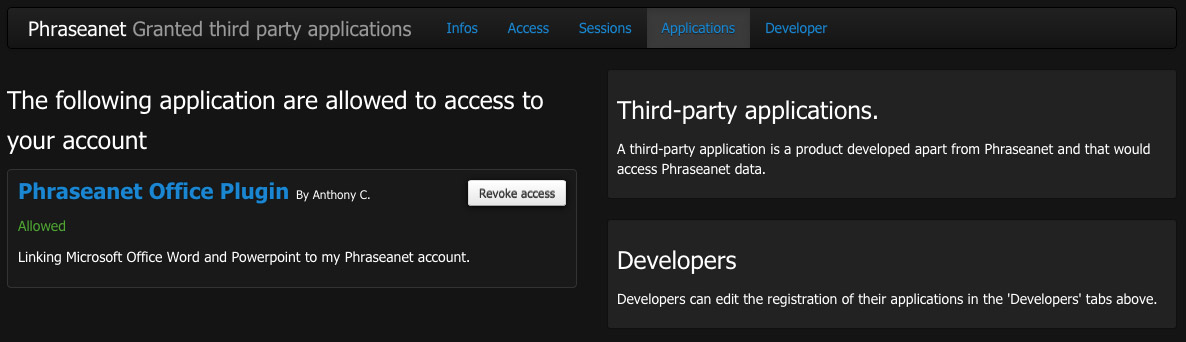 Phraseanet Granted third party applications Infos Access Sessions Applications Developer
The following application are allowed to access to
your account
Phraseanet Office Plugin By Anthony C. Revoke access
Allowed
Linking Microsoft Office Word and Powerpoint to my Phraseanet account.
Third-party applications.
A third-party application is a product developed apart from Phraseanet and that would
access Phraseanet data.
Developers
Developers can edit the registration of their applications in the 'Developers' tabs above.